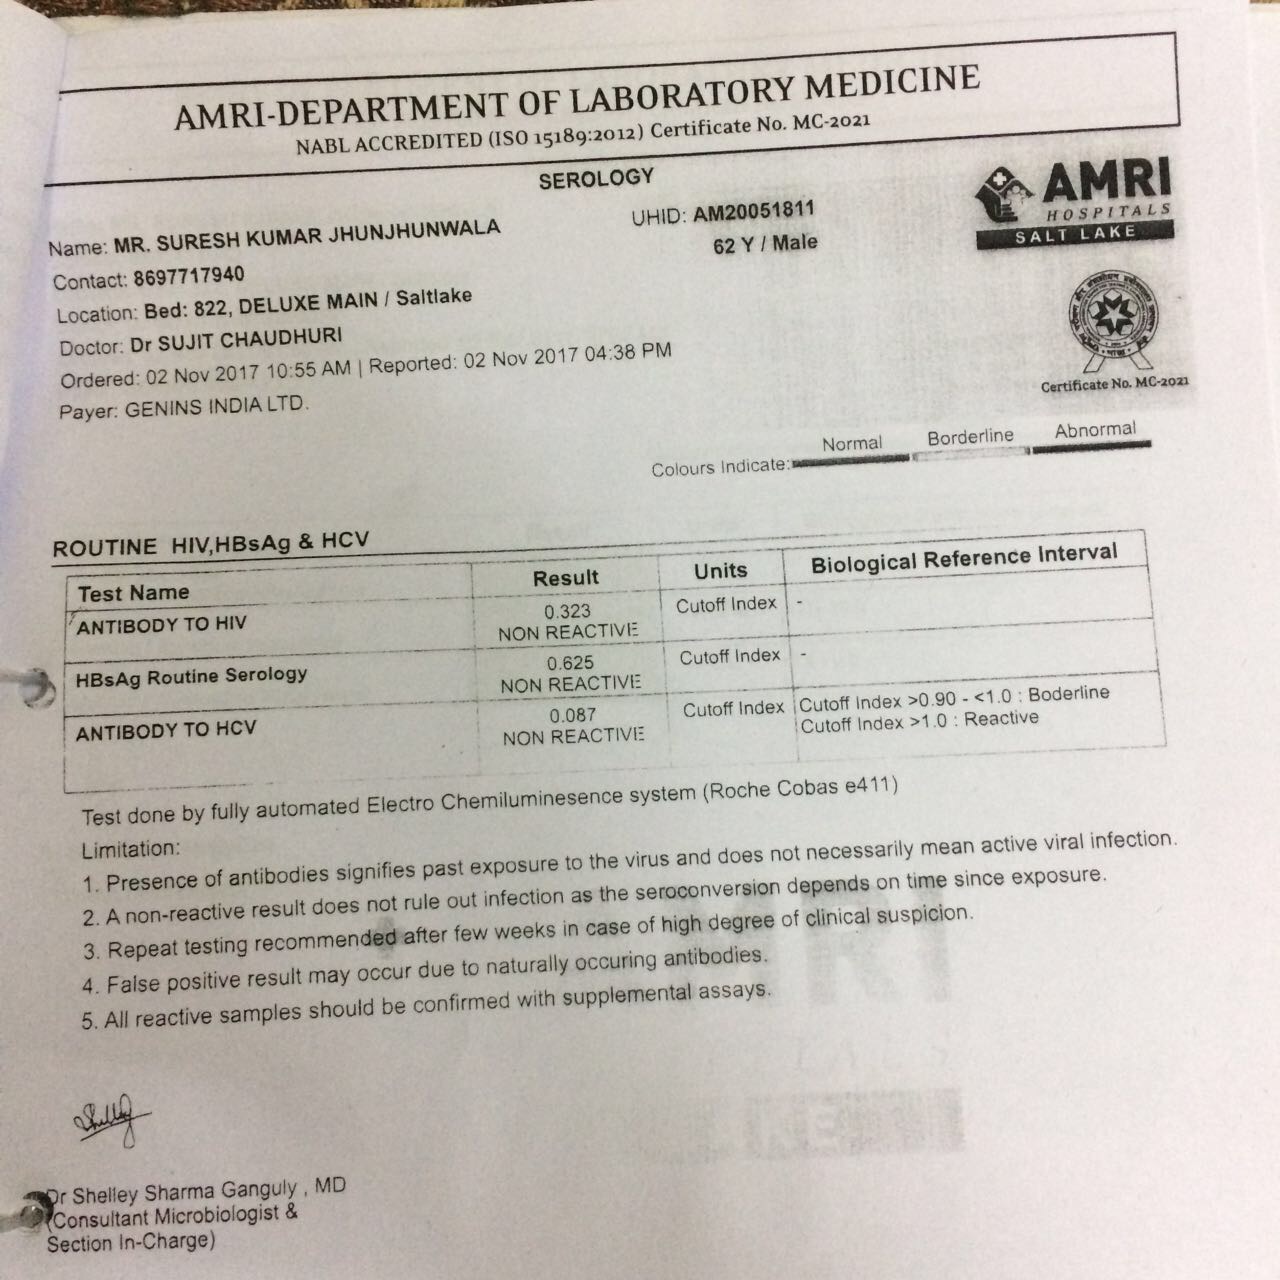 AMRI-DEPARTMENT OF LABORATORY MEDICINE
NABL ACCREDITED (ISO 15189:2012) Certificate No. MC-2021
SEROLOGY
AMRI
HOSPITALS
SALT LAKE
Name: MR. SURESH KUMAR JHUNJHUNWALA UHID: AM20051811
62 Y / Male
Contact: 8697717940
Location: Bed: 822, DELUXE MAIN / Saltlake
Doctor: Dr SUJIT CHAUDHURI
Ordered: 02 Nov 2017 10:55 AM | Reported: 02 Nov 2017 04:38 PM
Payer: GENINS INDIA LTD.
Certificate No. MC-2021
Normal Borderline Abnormal
Colours Indicate:
ROUTINE HIV,HBsAg & HCV
Test Name Result Units Biological Reference Interval
ANTIBODY TO HIV 0.323 Cutoff Index -
NON REACTIVE
HBsAg Routine Serology 0.625 Cutoff Index -
NON REACTIVE
ANTIBODY TO HCV 0.087 Cutoff Index Cutoff Index >0.90 - <1.0 : Boderline
NON REACTIVE Cutoff Index >1.0 : Reactive
Test done by fully automated Electro Chemiluminesence system (Roche Cobas e411)
Limitation:
1. Presence of antibodies signifies past exposure to the virus and does not necessarily mean active viral infection.
2. A non-reactive result does not rule out infection as the seroconversion depends on time since exposure.
3. Repeat testing recommended after few weeks in case of high degree of clinical suspicion.
4. False positive result may occur due to naturally occuring antibodies.
5. All reactive samples should be confirmed with supplemental assays.
Dr Shelley Sharma Ganguly , MD
(Consultant Microbiologist &
Section In-Charge)